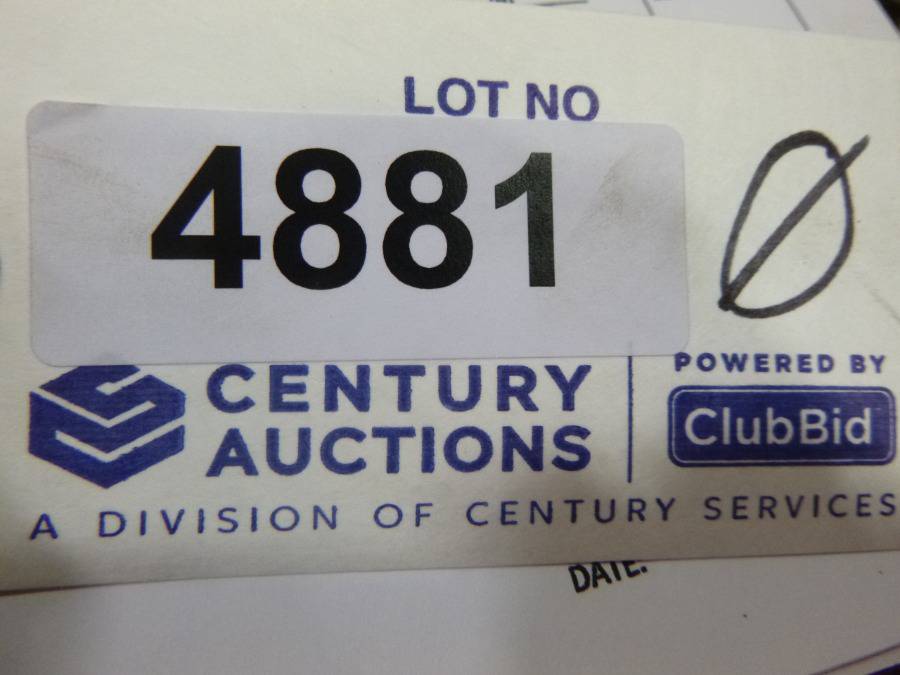 LOT NO
4881
Ø
CENTURY
AUCTIONS
POWERED BY
ClubBid
A DIVISION OF CENTURY SERVICES
DATE: